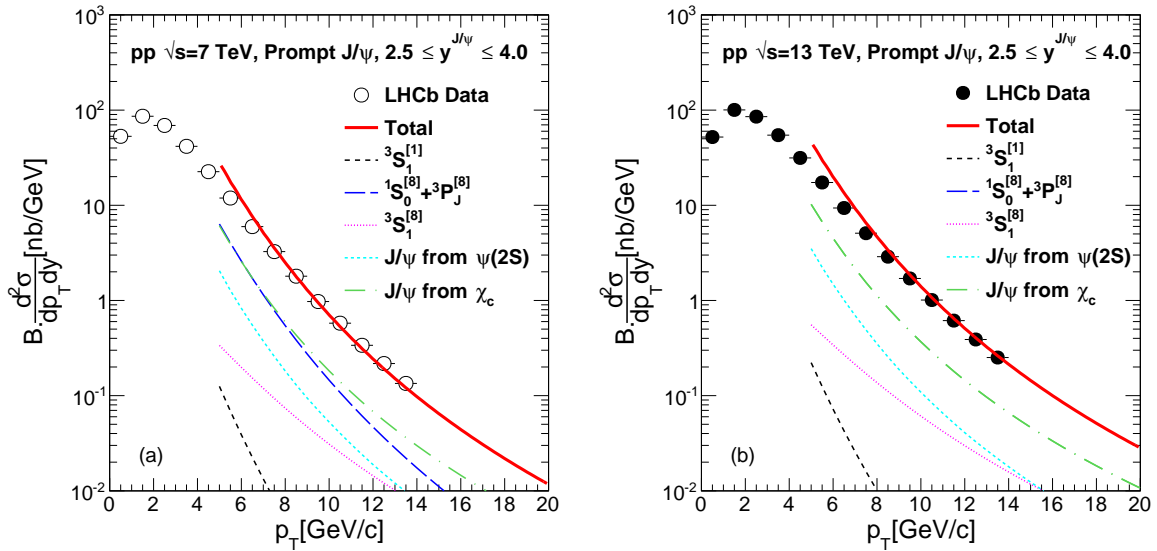 pp √s=7 TeV, Prompt J/ψ, 2.5 ≤ y^{J/ψ} ≤ 4.0
LHCb Data
Total
³S₁^[1]
¹S₀^[8]+³P_J^[8]
³S₁^[8]
J/ψ from ψ(2S)
J/ψ from χ_c
(a)
B.d²σ/dp_T dy[nb/GeV]
10³
10²
10
1
10⁻¹
10⁻²
0 2 4 6 8 10 12 14 16 18 20
p_T[GeV/c]
pp √s=13 TeV, Prompt J/ψ, 2.5 ≤ y^{J/ψ} ≤ 4.0
LHCb Data
Total
³S₁^[1]
¹S₀^[8]+³P_J^[8]
³S₁^[8]
J/ψ from ψ(2S)
J/ψ from χ_c
(b)
B.d²σ/dp_T dy[nb/GeV]
10³
10²
10
1
10⁻¹
10⁻²
0 2 4 6 8 10 12 14 16 18 20
p_T[GeV/c]